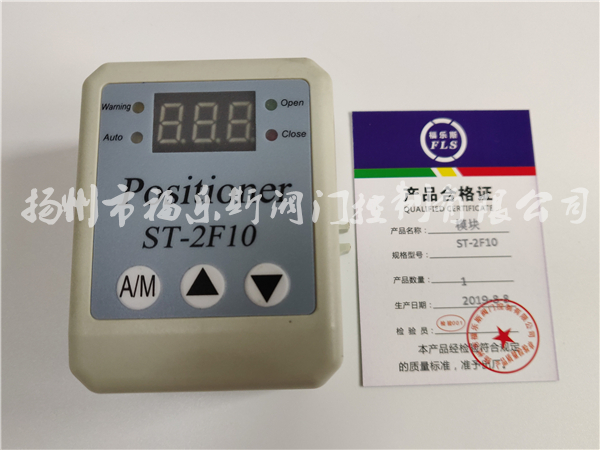 Warning
Open
8.8.8.
Auto
Close
Positioner
ST-2F10
A/M
福乐斯
FLS
产品合格证
QUALIFIED CERTIFICATE
产品名称: 模块
规格型号: ST-2F10
产品数量: 1
生产日期: 2019-8-8
检验员:
本产品经检验符合规定
的质量标准，准予出厂。
扬州市福乐斯阀门控制有限公司